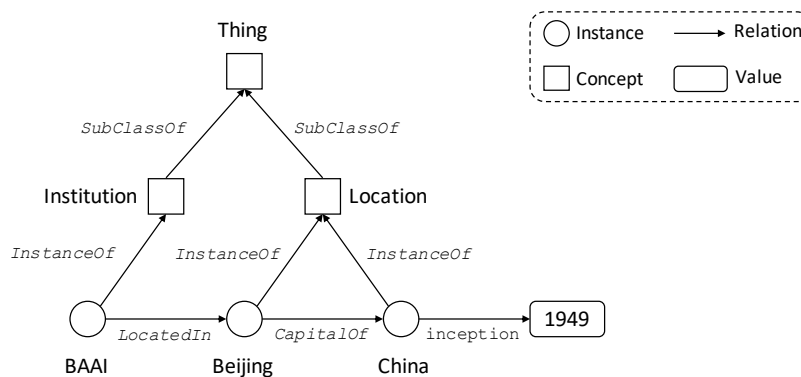 Thing
Instance
Relation
Concept
Value
SubClassOf
SubClassOf
Institution
Location
InstanceOf
InstanceOf
InstanceOf
1949
LocatedIn
CapitalOf
inception
BAAI
Beijing
China